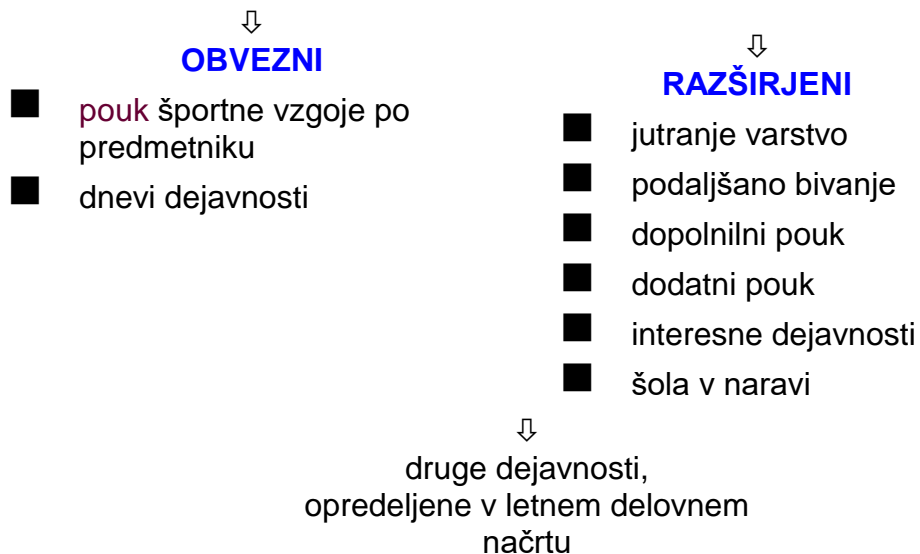 ⇩
OBVEZNI
■ pouk športne vzgoje po
predmetniku
■ dnevi dejavnosti
⇩
RAZŠIRJENI
■ jutranje varstvo
■ podaljšano bivanje
■ dopolnilni pouk
■ dodatni pouk
■ interesne dejavnosti
■ šola v naravi
⇩
druge dejavnosti,
opredeljene v letnem delovnem
načrtu